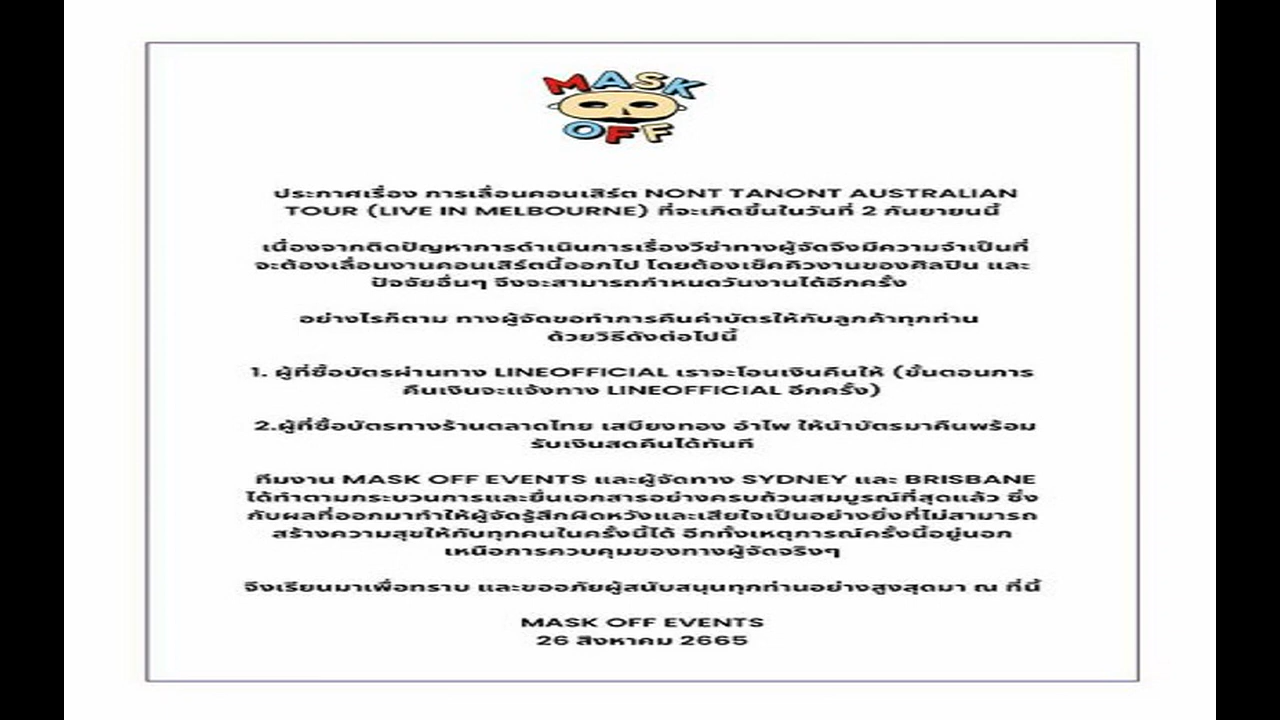 MASK
OFF
ประกาศเรื่อง การเลื่อนคอนเสิร์ต NONT TANONT AUSTRALIAN
TOUR (LIVE IN MELBOURNE) ที่จะเกิดขึ้นในวันที่ 2 กันยายนนี้
เนื่องจากติดปัญหาการดำเนินการเรื่องวีซ่าทางผู้จัดจึงมีความจำเป็นที่
จะต้องเลื่อนงานคอนเสิร์ตนี้ออกไป โดยต้องเช็คคิวงานของศิลปิน และ
ปัจจัยอื่นๆ จึงจะสามารถกำหนดวันงานได้อีกครั้ง
อย่างไรก็ตาม ทางผู้จัดขอทำการคืนค่าบัตรให้กับลูกค้าทุกท่าน
ด้วยวิธีดังต่อไปนี้
1. ผู้ที่ซื้อบัตรผ่านทาง LINEOFFICIAL เราจะโอนเงินคืนให้ (ขั้นตอนการ
คืนเงินจะแจ้งทาง LINEOFFICIAL อีกครั้ง)
2.ผู้ที่ซื้อบัตรทางร้านตลาดไทย เสบียงทอง อำไพ ให้นำบัตรมาคืนพร้อม
รับเงินสดคืนได้ทันที
ทีมงาน MASK OFF EVENTS และผู้จัดทาง SYDNEY และ BRISBANE
ได้ทำตามกระบวนการและยื่นเอกสารอย่างครบถ้วนสมบูรณ์ที่สุดแล้ว ซึ่ง
กับผลที่ออกมาทำให้ผู้จัดรู้สึกผิดหวังและเสียใจเป็นอย่างยิ่งที่ไม่สามารถ
สร้างความสุขให้กับทุกคนในครั้งนี้ได้ อีกทั้งเหตุการณ์ครั้งนี้อยู่นอก
เหนือการควบคุมของทางผู้จัดจริงๆ
จึงเรียนมาเพื่อทราบ และขออภัยผู้สนับสนุนทุกท่านอย่างสูงสุดมา ณ ที่นี้
MASK OFF EVENTS
26 สิงหาคม 2665